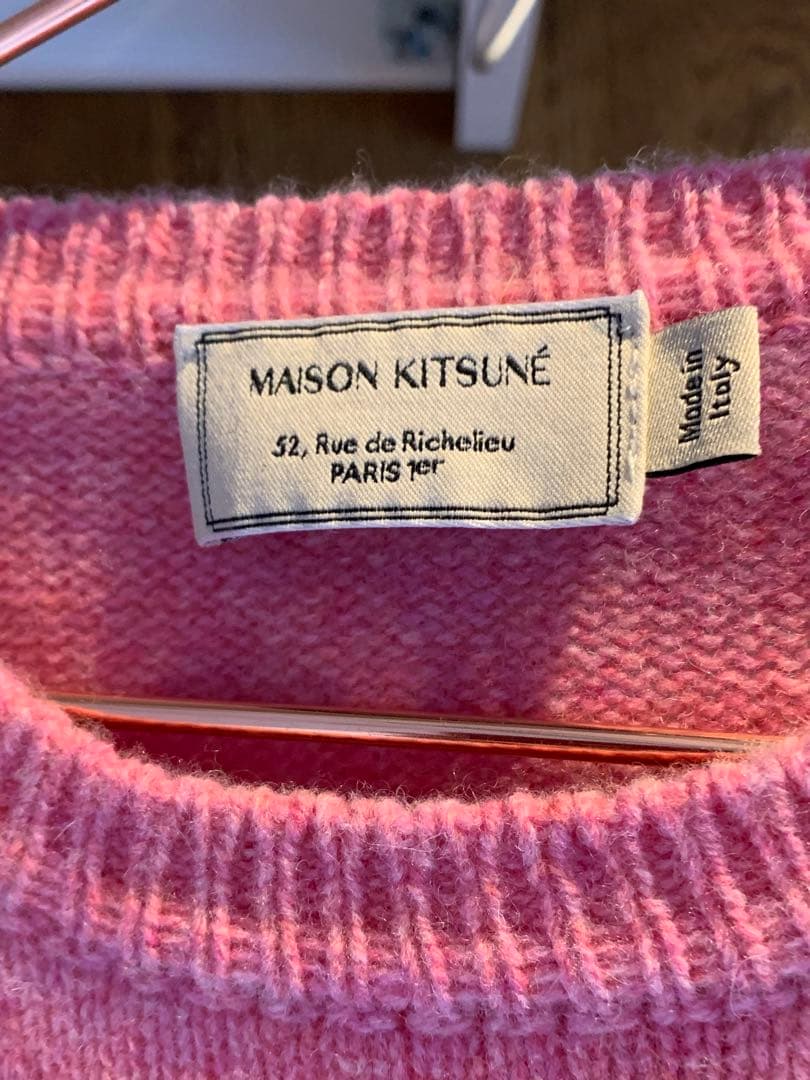 MAISON KITSUNÉ
52, Rue de Richelieu
PARIS 1er
Made in
Italy